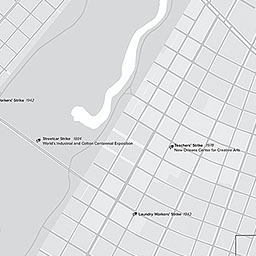 Workers' Strike 1942
Streetcar Strike 1884
World's Industrial and Cotton Centennial Exposition
Teachers' Strike 1978
New Orleans Center for Creative Arts
Laundry Workers' Strike 1942